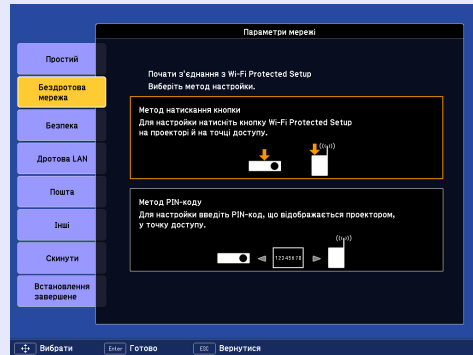 Параметри мережі
Простий
Бездротова
мережа
Безпека
Дротова LAN
Пошта
Інші
Скинути
Встановлення
завершене
Почати з'єднання з Wi-Fi Protected Setup
Виберіть метод настройки.
Метод натискання кнопки
Для настройки натисніть кнопку Wi-Fi Protected Setup
на проекторі й на точці доступу.
Метод PIN-коду
Для настройки введіть PIN-код, що відображається проектором,
у точку доступу.
12345678
Вибрати
Enter Готово
ESC Вернутися